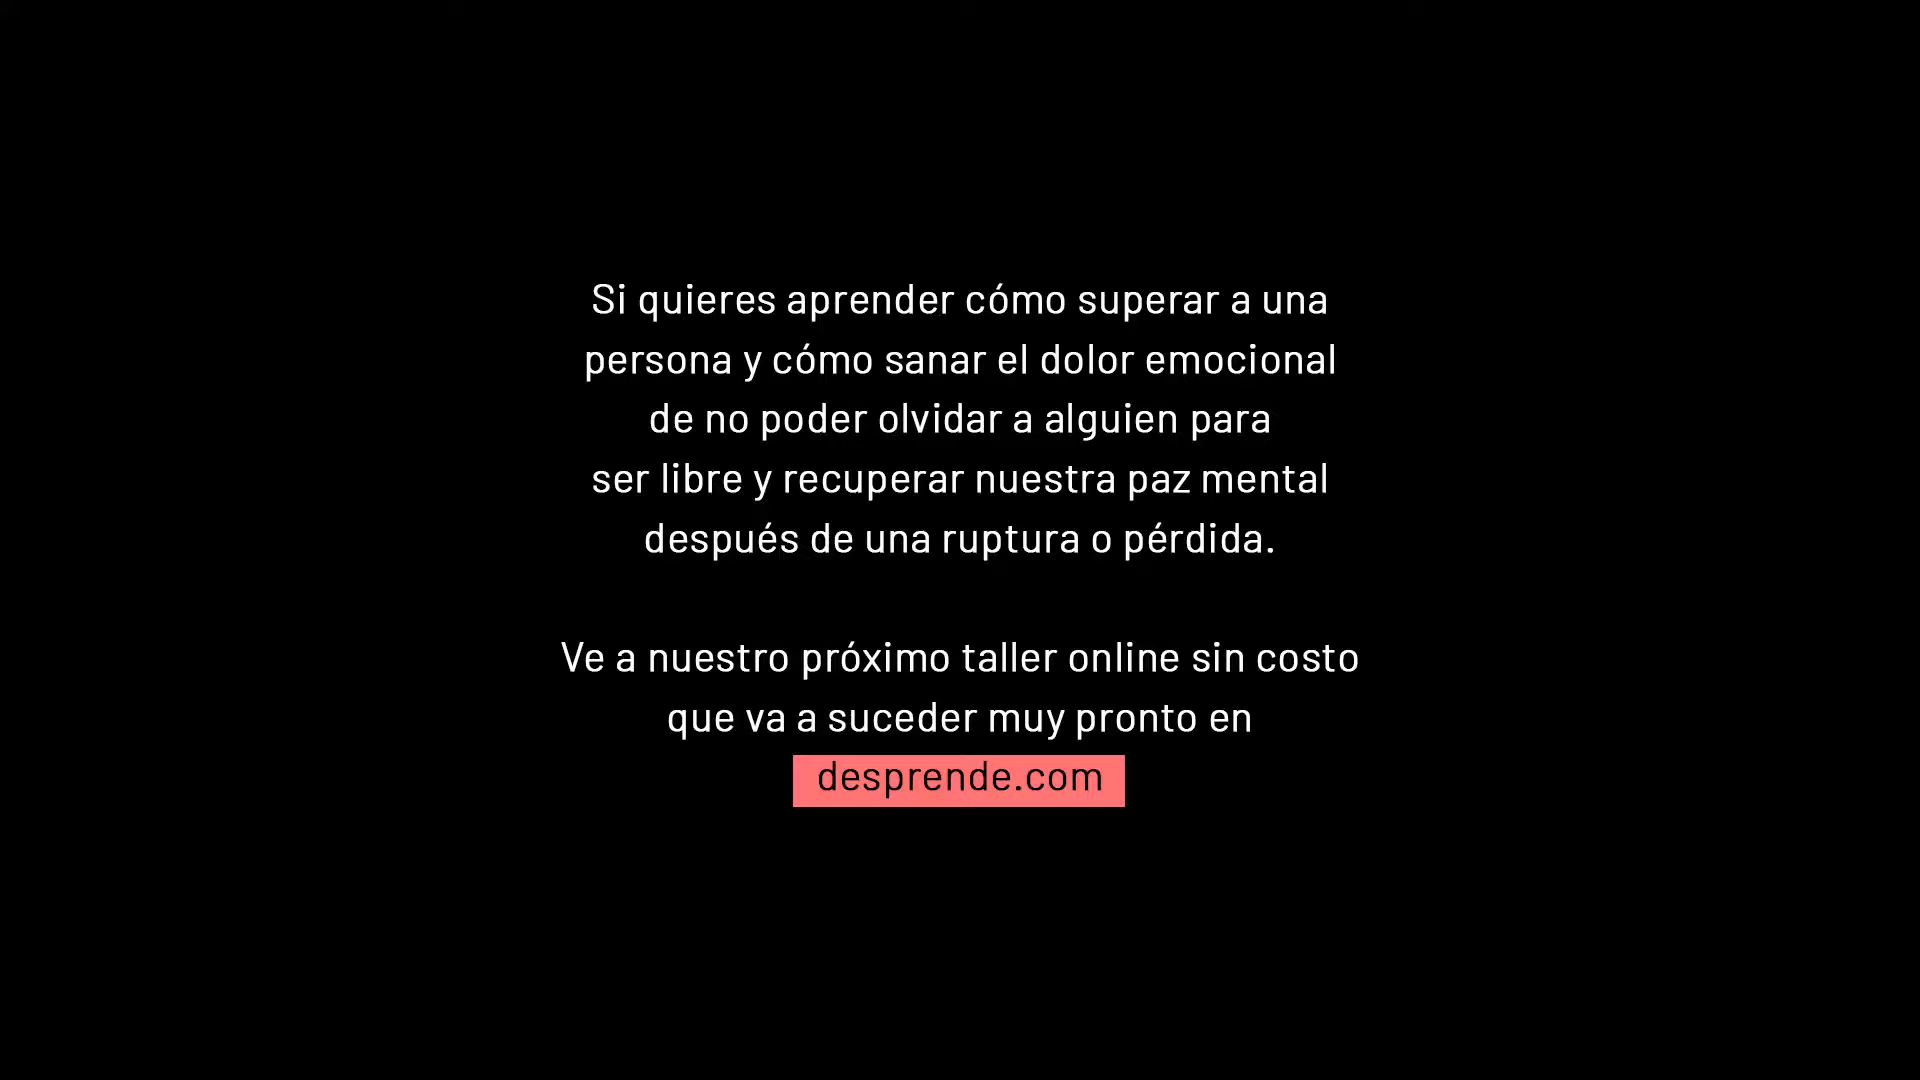 Si quieres aprender cómo superar a una
persona y cómo sanar el dolor emocional
de no poder olvidar a alguien para
ser libre y recuperar nuestra paz mental
después de una ruptura o pérdida.
Ve a nuestro próximo taller online sin costo
que va a suceder muy pronto en
desprende.com